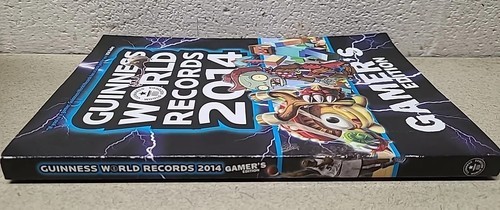 GUINNESS
WORLD
RECORDS
2014
GAMER'S
EDITION
GUINNESS WORLD RECORDS 2014 GAMER'S
EDITION